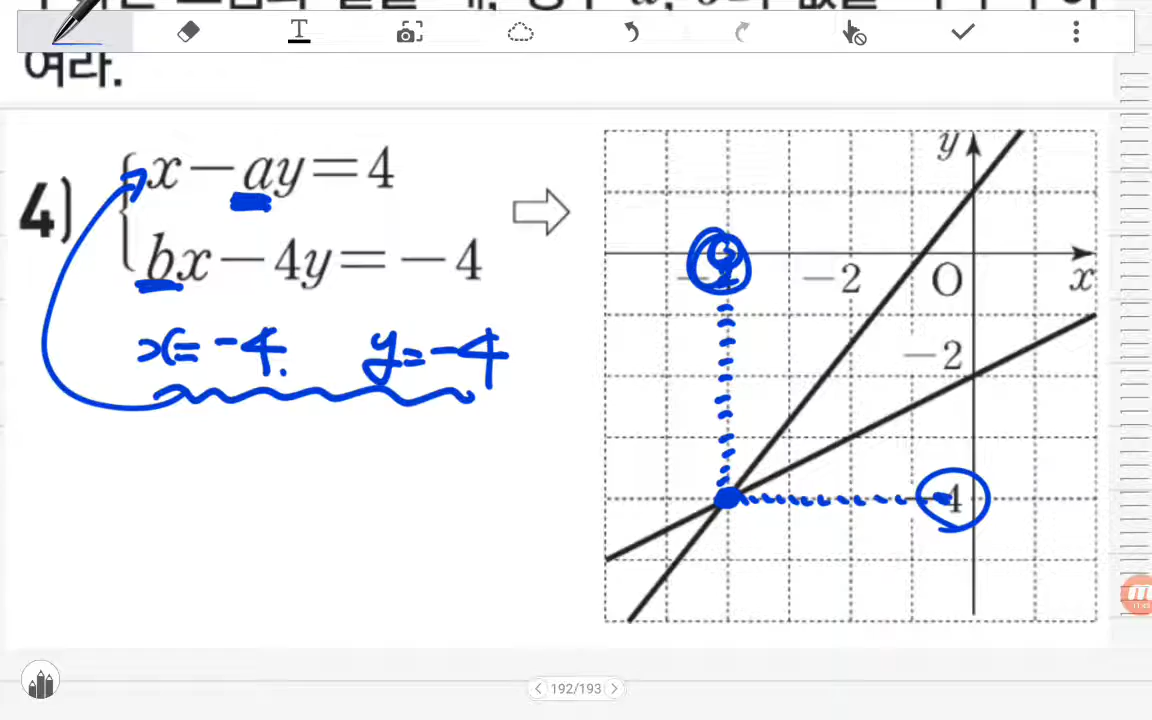 여라.
4)
x-ay=4
bx-4y=-4
x=-4. y=-4
y
-2
O
x
-2
-4
192/193